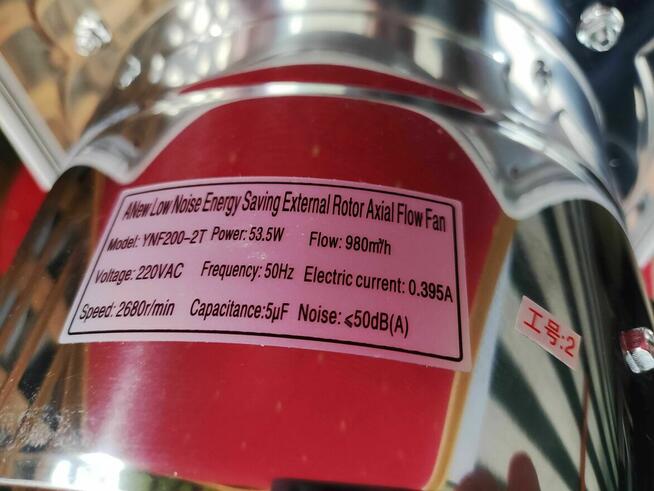 ANew Low Noise Energy Saving External Rotor Axial Flow Fan
Model: YNF200-2T Power: 53.5W Flow: 980m³/h
Voltage: 220VAC Frequency: 50Hz Electric current: 0.395A
Speed: 2680r/min Capacitance:5μF Noise: ⩽50dB(A)
工号:2